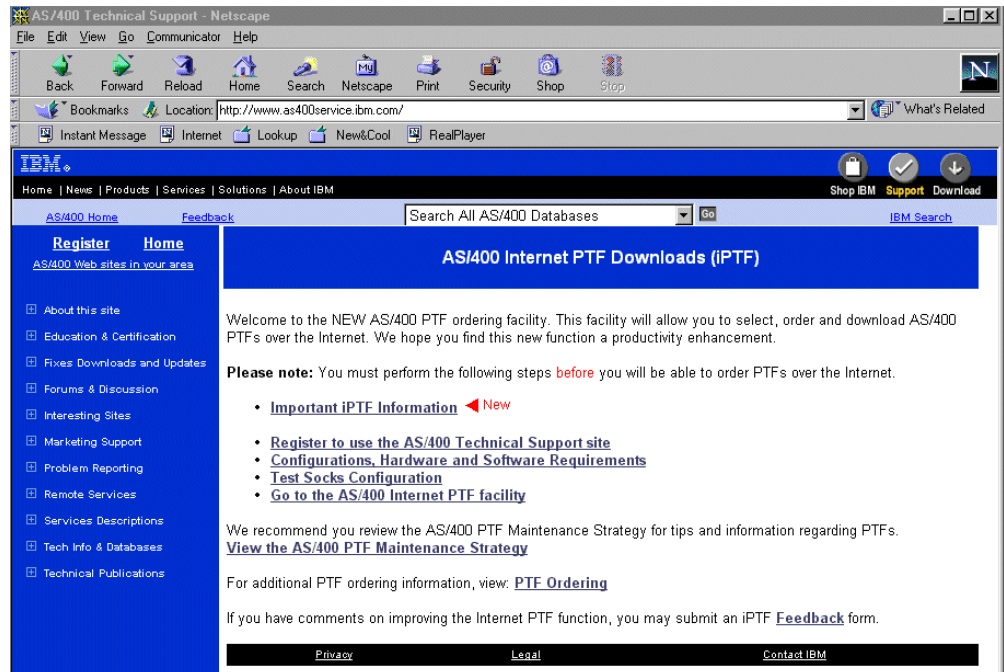 AS/400 Technical Support - Netscape
File Edit View Go Communicator Help
Back Forward Reload Home Search Netscape Print Security Shop Stop
Bookmarks Location: http://www.as400service.ibm.com/ What's Related
Instant Message Internet Lookup New&Cool RealPlayer
IBM
Home | News | Products | Services | Solutions | About IBM
Shop IBM Support Download
AS/400 Home Feedback Search All AS/400 Databases Go IBM Search
Register Home
AS/400 Web sites in your area
About this site
Education & Certification
Fixes Downloads and Updates
Forums & Discussion
Interesting Sites
Marketing Support
Problem Reporting
Remote Services
Services Descriptions
Tech Info & Databases
Technical Publications
AS/400 Internet PTF Downloads (iPTF)
Welcome to the NEW AS/400 PTF ordering facility. This facility will allow you to select, order and download AS/400
PTFs over the Internet. We hope you find this new function a productivity enhancement.
Please note: You must perform the following steps before you will be able to order PTFs over the Internet.
• Important iPTF Information New
• Register to use the AS/400 Technical Support site
• Configurations, Hardware and Software Requirements
• Test Socks Configuration
• Go to the AS/400 Internet PTF facility
We recommend you review the AS/400 PTF Maintenance Strategy for tips and information regarding PTFs.
View the AS/400 PTF Maintenance Strategy
For additional PTF ordering information, view: PTF Ordering
If you have comments on improving the Internet PTF function, you may submit an iPTF Feedback form.
Privacy Legal Contact IBM